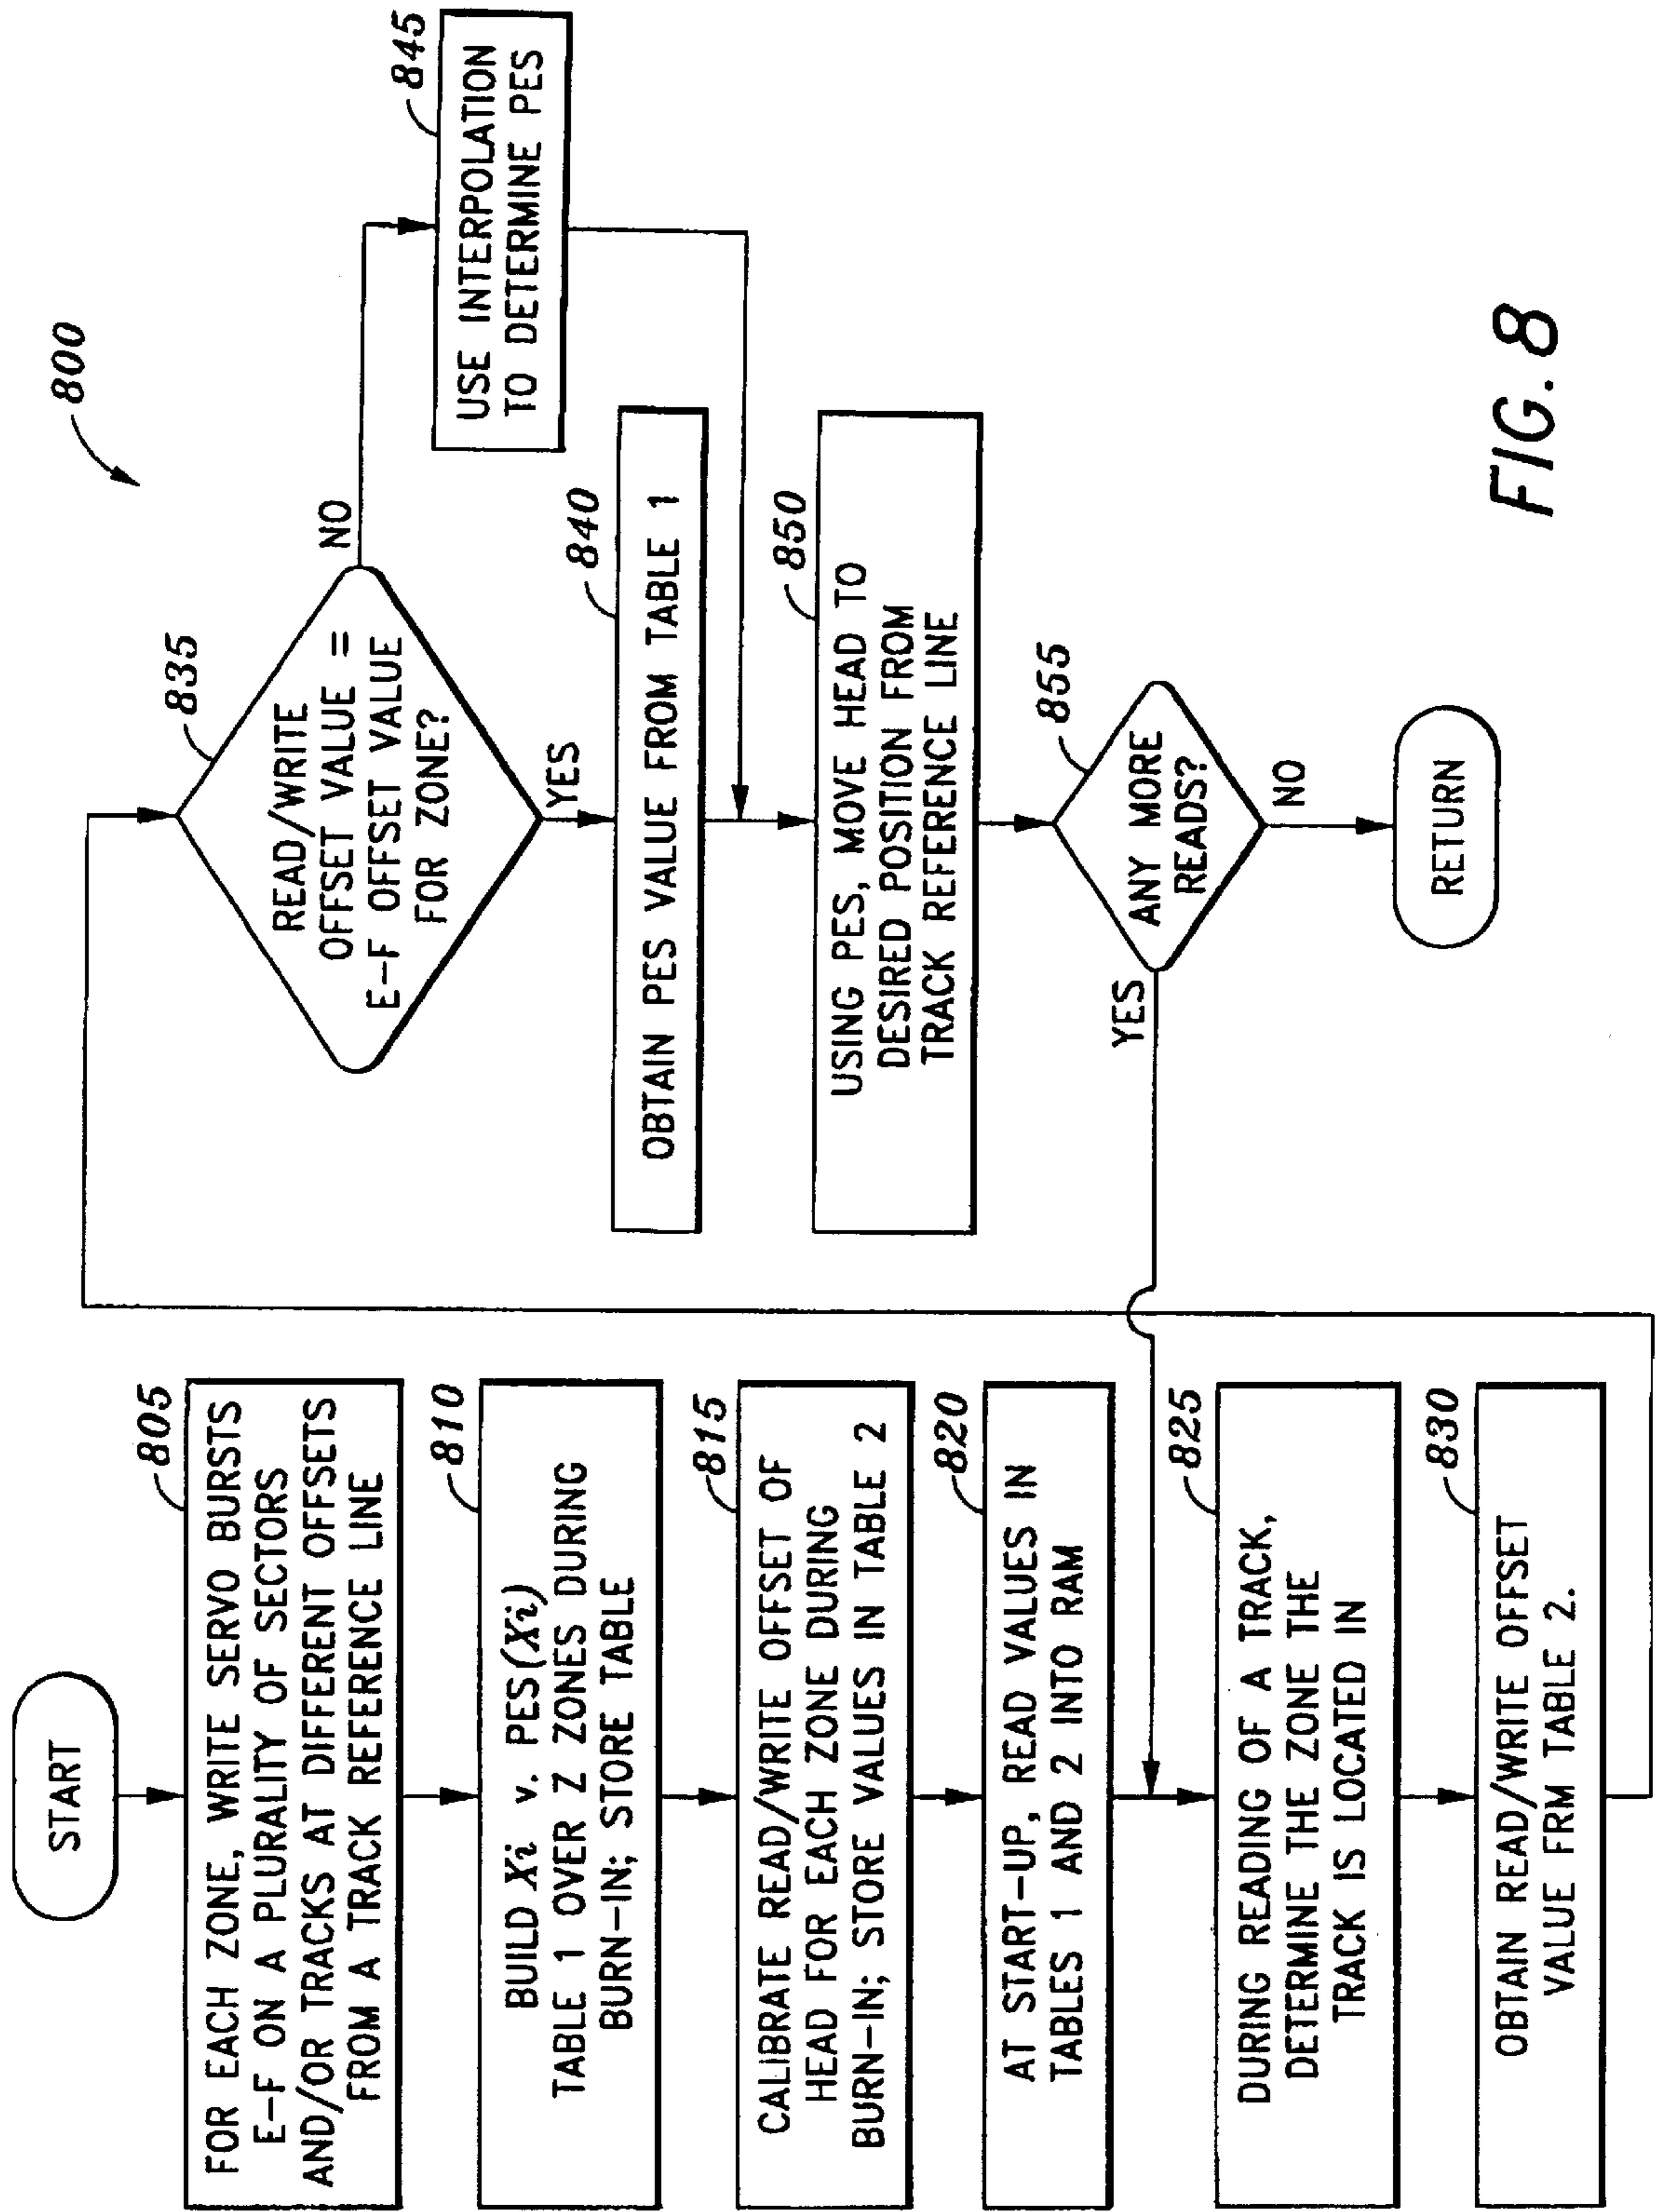 800
START
805
FOR EACH ZONE, WRITE SERVO BURSTS
E-F ON A PLURALITY OF SECTORS
AND/OR TRACKS AT DIFFERENT OFFSETS
FROM A TRACK REFERENCE LINE
810
BUILD Xi v. PES(Xi)
TABLE 1 OVER Z ZONES DURING
BURN-IN; STORE TABLE
815
CALIBRATE READ/WRITE OFFSET OF
HEAD FOR EACH ZONE DURING
BURN-IN; STORE VALUES IN TABLE 2
820
AT START-UP, READ VALUES IN
TABLES 1 AND 2 INTO RAM
825
DURING READING OF A TRACK,
DETERMINE THE ZONE THE
TRACK IS LOCATED IN
830
OBTAIN READ/WRITE OFFSET
VALUE FRM TABLE 2.
835
READ/WRITE
OFFSET VALUE =
E-F OFFSET VALUE
FOR ZONE?
NO
YES
845
USE INTERPOLATION
TO DETERMINE PES
840
OBTAIN PES VALUE FROM TABLE 1
850
USING PES, MOVE HEAD TO
DESIRED POSITION FROM
TRACK REFERENCE LINE
855
ANY MORE
READS?
YES
NO
RETURN
FIG. 8